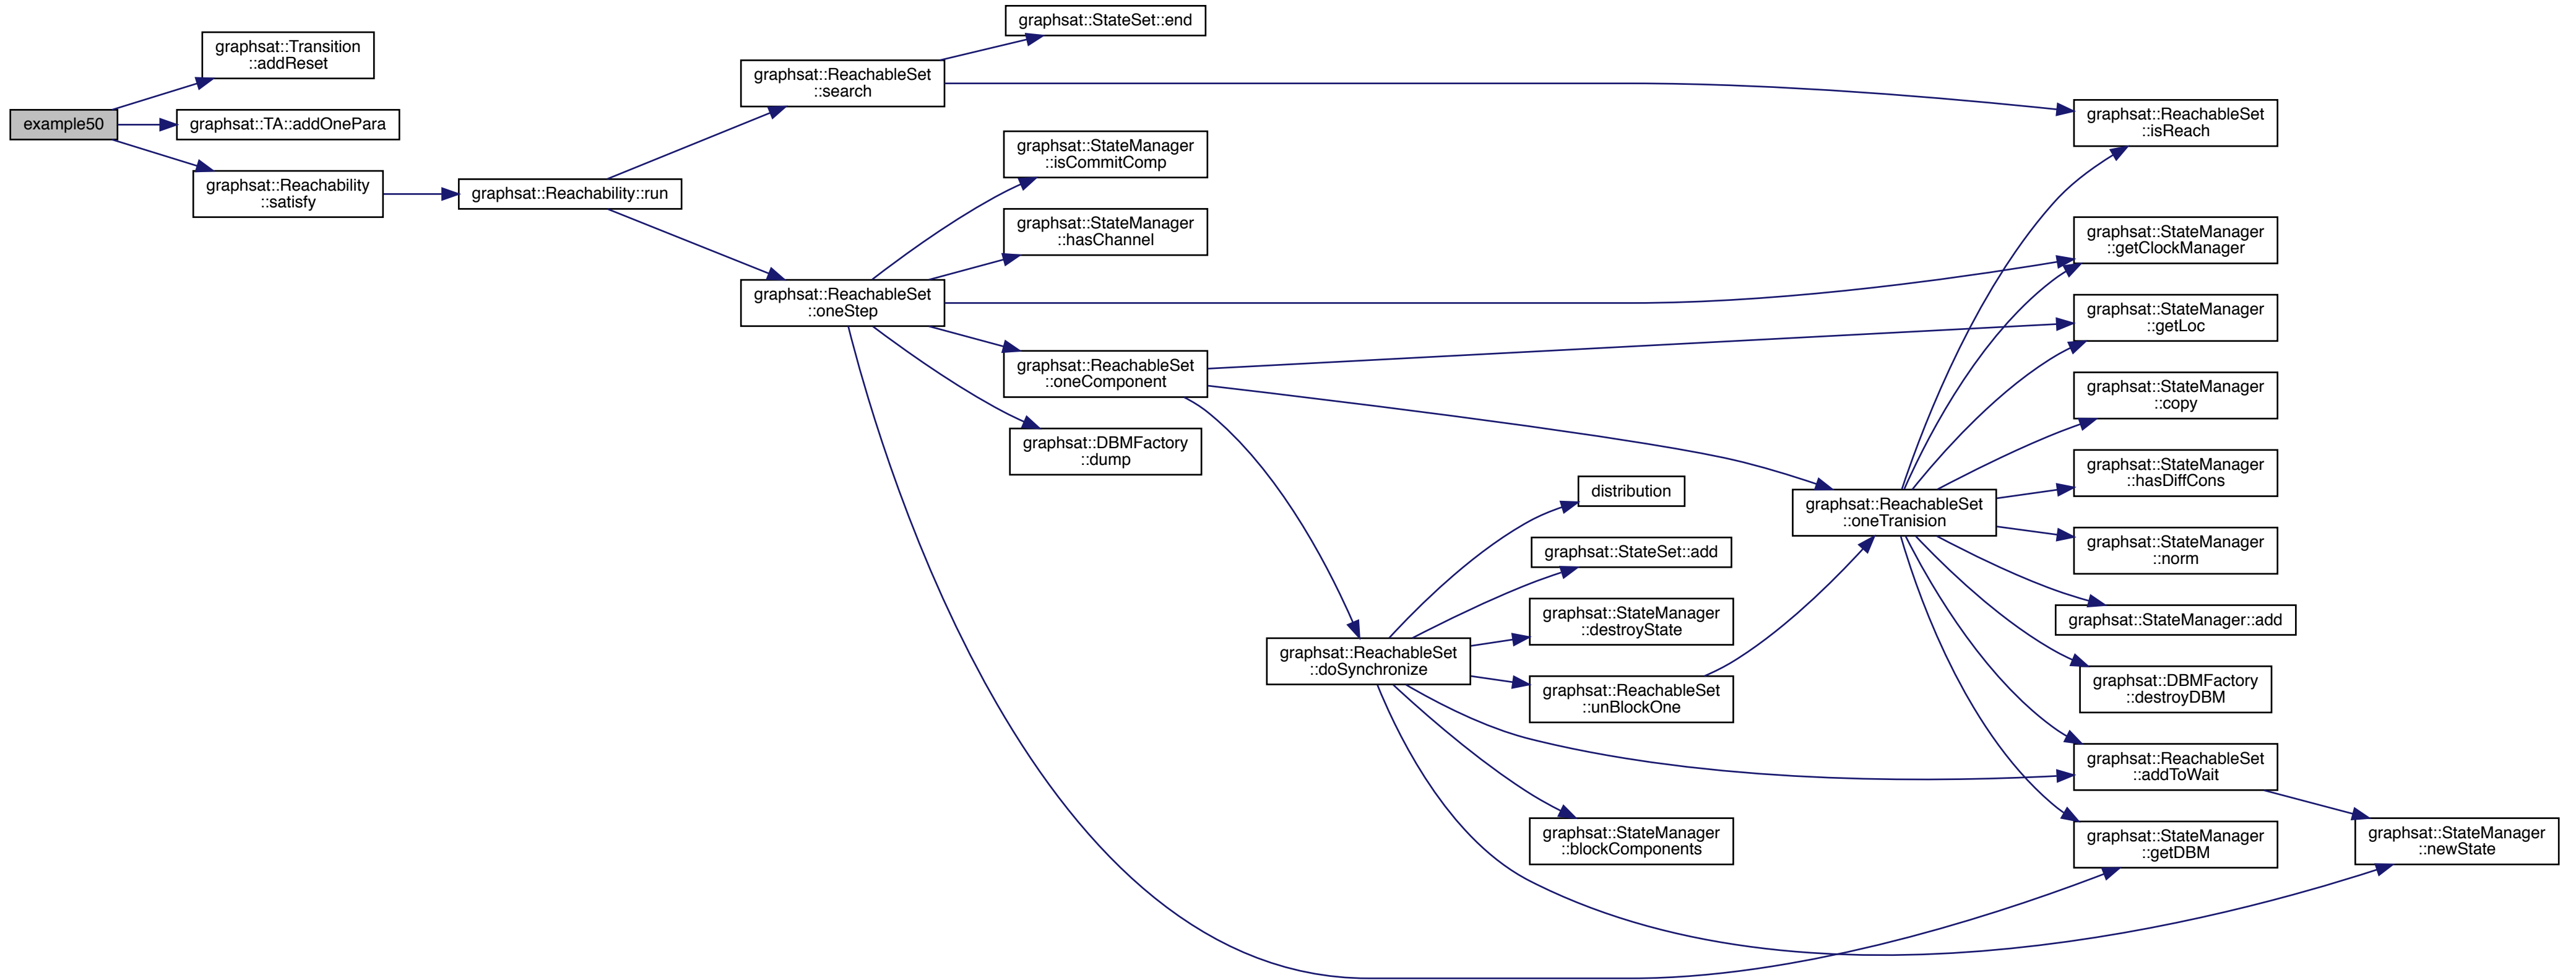 example50
graphsat::Transition
::addReset
graphsat::TA::addOnePara
graphsat::Reachability
::satisfy
graphsat::Reachability::run
graphsat::ReachableSet
::search
graphsat::ReachableSet
::oneStep
graphsat::StateSet::end
graphsat::StateManager
::isCommitComp
graphsat::StateManager
::hasChannel
graphsat::ReachableSet
::oneComponent
graphsat::DBMFactory
::dump
graphsat::ReachableSet
::doSynchronize
distribution
graphsat::StateSet::add
graphsat::StateManager
::destroyState
graphsat::ReachableSet
::unBlockOne
graphsat::StateManager
::blockComponents
graphsat::ReachableSet
::oneTranision
graphsat::ReachableSet
::isReach
graphsat::StateManager
::getClockManager
graphsat::StateManager
::getLoc
graphsat::StateManager
::copy
graphsat::StateManager
::hasDiffCons
graphsat::StateManager
::norm
graphsat::StateManager::add
graphsat::DBMFactory
::destroyDBM
graphsat::ReachableSet
::addToWait
graphsat::StateManager
::getDBM
graphsat::StateManager
::newState